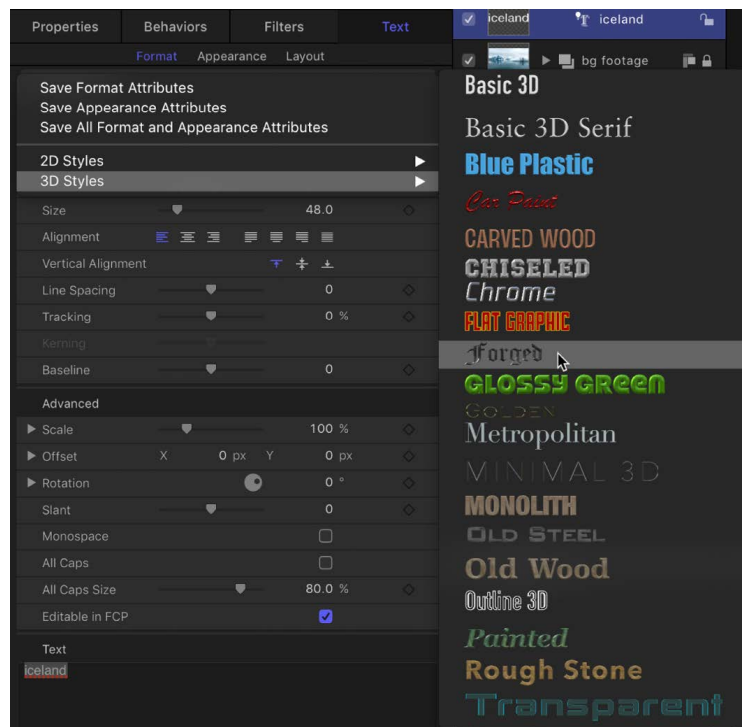 Properties Behaviors Filters Text
Format Appearance Layout
iceland iceland
bg footage
Save Format Attributes
Save Appearance Attributes
Save All Format and Appearance Attributes
2D Styles
3D Styles
Size 48.0
Alignment
Vertical Alignment
Line Spacing 0
Tracking 0 %
Kerning
Baseline 0
Advanced
Scale 100 %
Offset X 0 px Y 0 px
Rotation 0 °
Slant 0
Monospace
All Caps
All Caps Size 80.0 %
Editable in FCP
Text
iceland
Basic 3D
Basic 3D Serif
Blue Plastic
Car Paint
CARVED WOOD
CHISELED
Chrome
FLAT GRAPHIC
Forged
GLOSSY GREEN
GOLDEN
Metropolitan
MINIMAL 3D
MONOLITH
OLD STEEL
Old Wood
Outline 3D
Painted
Rough Stone
Transparent